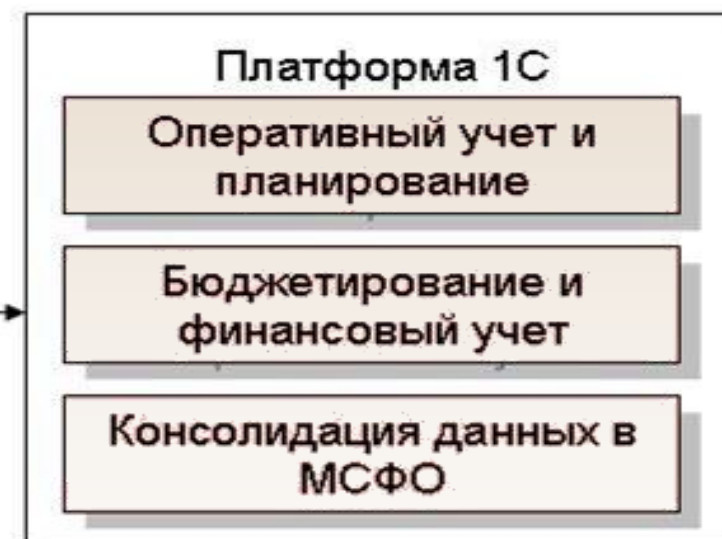 Платформа 1С
Оперативный учет и
планирование
Бюджетирование и
финансовый учет
Консолидация данных в
МСФО